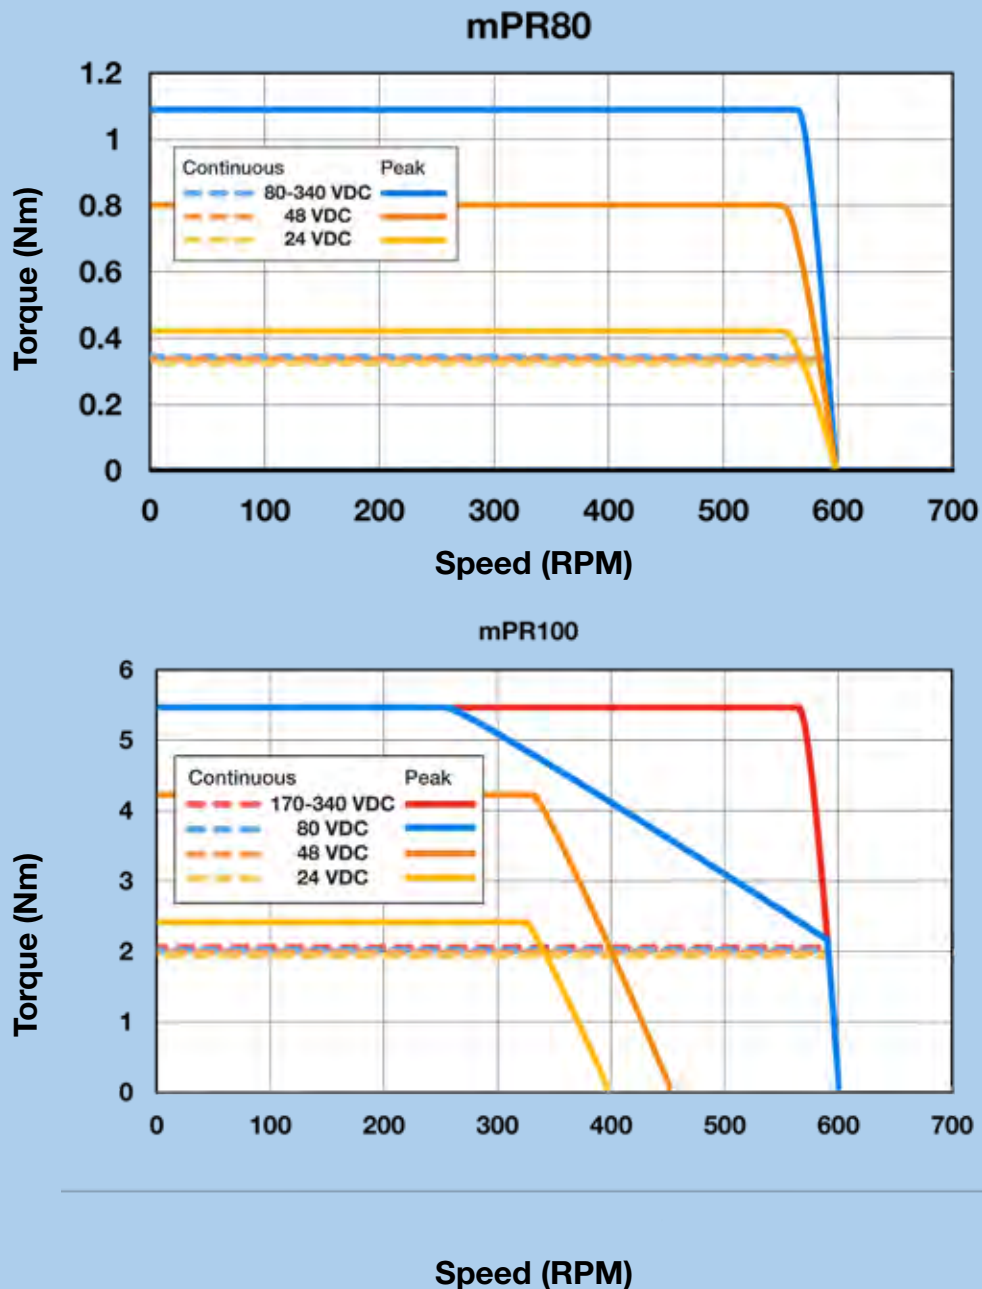 mPR80
Torque (Nm)
1.2
1
0.8
0.6
0.4
0.2
0
Continuous Peak
80-340 VDC
48 VDC
24 VDC
0 100 200 300 400 500 600 700
Speed (RPM)
mPR100
Torque (Nm)
6
5
4
3
2
1
0
Continuous Peak
170-340 VDC
80 VDC
48 VDC
24 VDC
0 100 200 300 400 500 600 700
Speed (RPM)